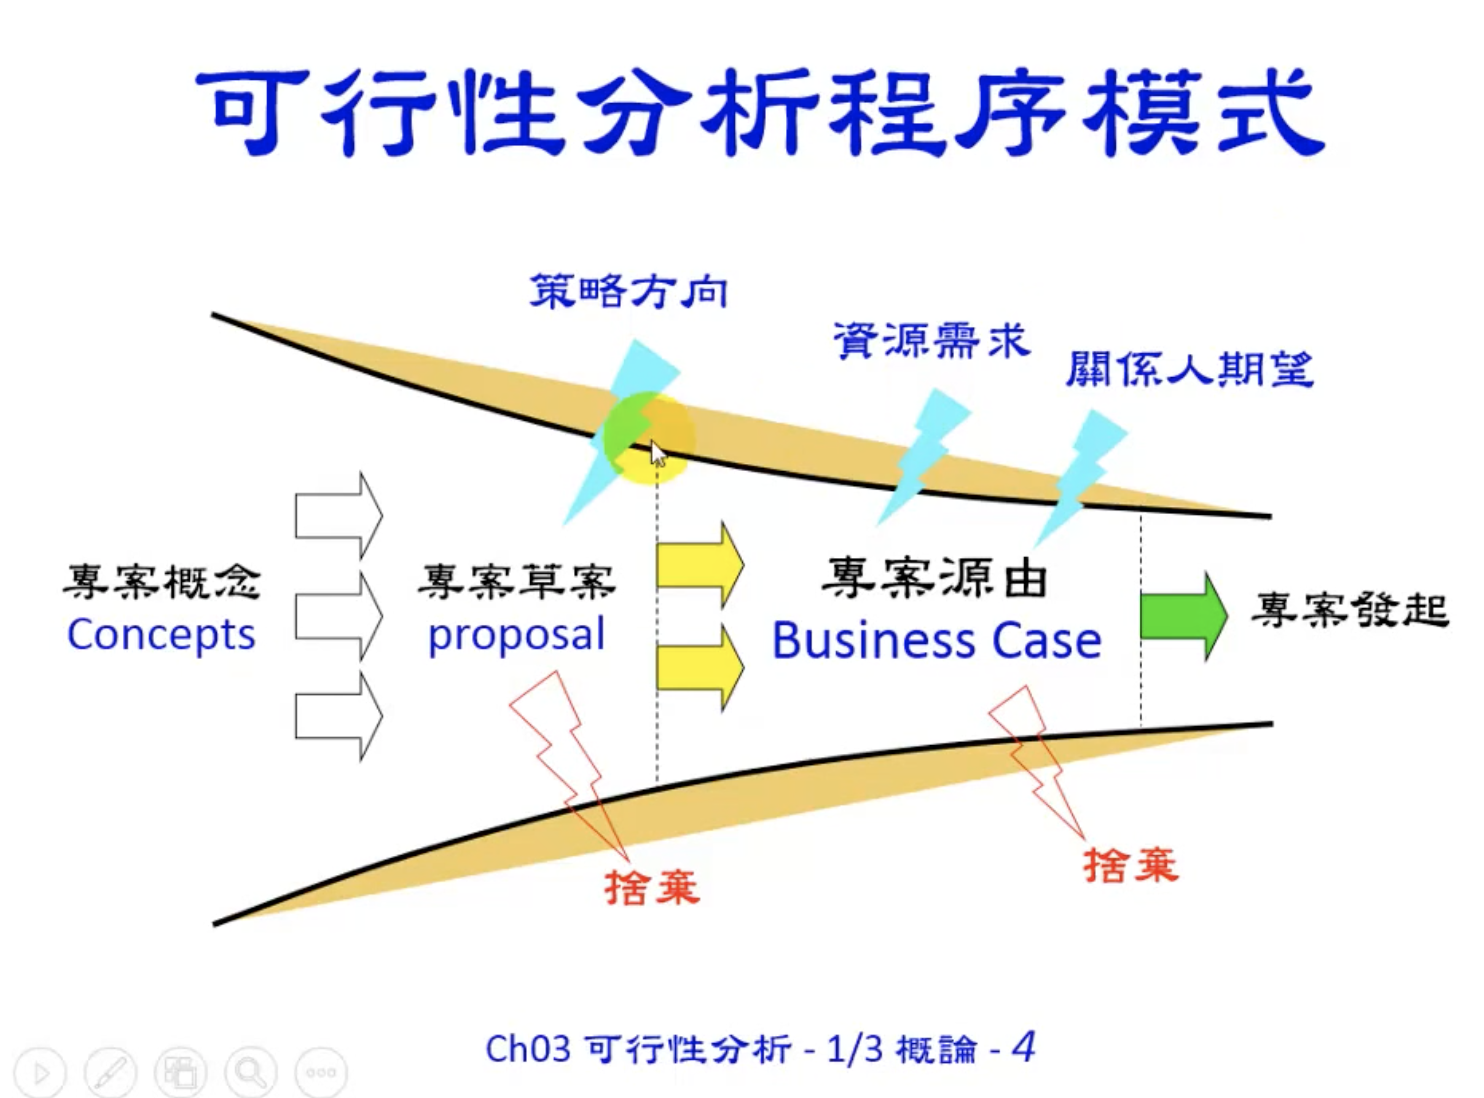 可行性分析程序模式
策略方向
資源需求
關係人期望
專案概念
Concepts
專案草案
proposal
專案源由
Business Case
專案發起
捨棄
捨棄
Ch03 可行性分析 - 1/3 概論 - 4